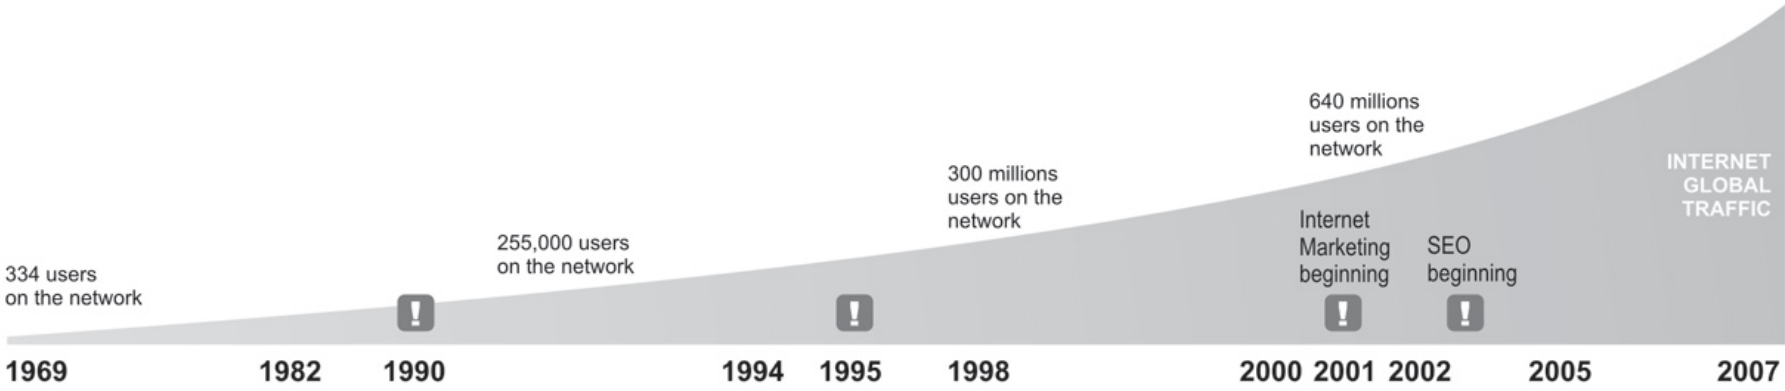 334 users
on the network
255,000 users
on the network
300 millions
users on the
network
640 millions
users on the
network
Internet
Marketing
beginning
SEO
beginning
INTERNET
GLOBAL
TRAFFIC
!
!
!
!
1969 1982 1990 1994 1995 1998 2000 2001 2002 2005 2007